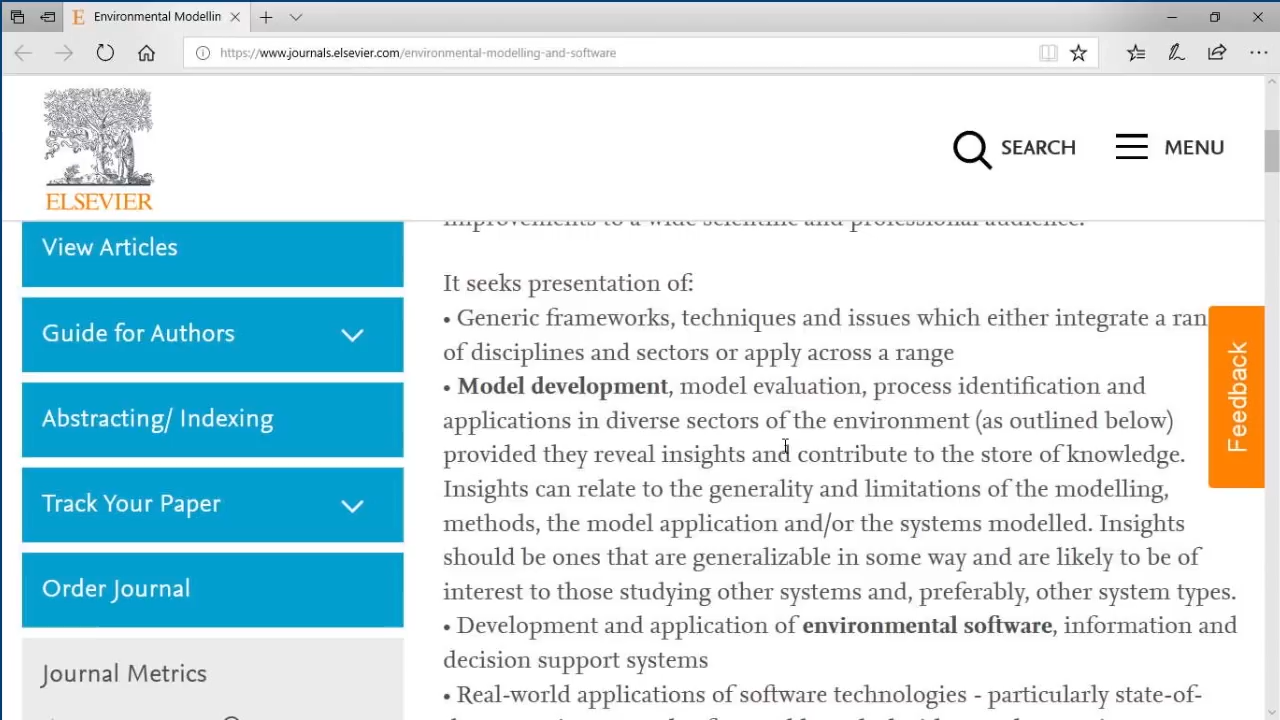 Environmental Modellin
https://www.journals.elsevier.com/environmental-modelling-and-software
ELSEVIER
SEARCH
MENU
View Articles
Guide for Authors
Abstracting/ Indexing
Track Your Paper
Order Journal
Journal Metrics
improvements to a wide scientific and professional audience.
It seeks presentation of:
• Generic frameworks, techniques and issues which either integrate a ran
of disciplines and sectors or apply across a range
• Model development, model evaluation, process identification and
applications in diverse sectors of the environment (as outlined below)
provided they reveal insights and contribute to the store of knowledge.
Insights can relate to the generality and limitations of the modelling,
methods, the model application and/or the systems modelled. Insights
should be ones that are generalizable in some way and are likely to be of
interest to those studying other systems and, preferably, other system types.
• Development and application of environmental software, information and
decision support systems
• Real-world applications of software technologies - particularly state-of-
Feedback